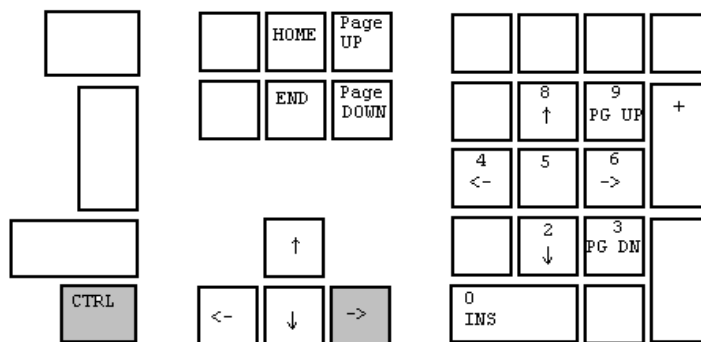 HOME
Page
UP
END
Page
DOWN
8
↑
9
PG UP
+
4
<-
5
6
->
2
↓
3
PG DN
↑
CTRL
<-
↓
->
0
INS